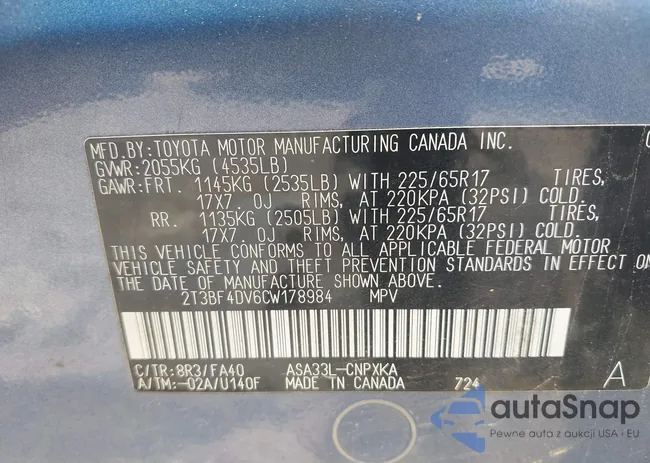 MFD.BY:TOYOTA MOTOR MANUFACTURING CANADA INC.
GVWR: 2055KG (4535LB)
GAWR:FRT. 1145KG (2535LB) WITH 225/65R17 TIRES,
17X7.0J RIMS, AT 220KPA (32PSI) COLD.
RR. 1135KG (2505LB) WITH 225/65R17 TIRES,
17X7.0J RIMS, AT 220KPA (32PSI) COLD.
THIS VEHICLE CONFORMS TO ALL APPLICABLE FEDERAL MOTOR
VEHICLE SAFETY AND THEFT PREVENTION STANDARDS IN EFFECT ON
THE DATE OF MANUFACTURE SHOWN ABOVE.
2T3BF4DV6CW178984 MPV
C/TR:8R3/FA40 ASA33L-CNPXKA
A/TM:-02A/U140F MADE IN CANADA 724 A
autoSnap
Pewne auto z aukcji USA i EU